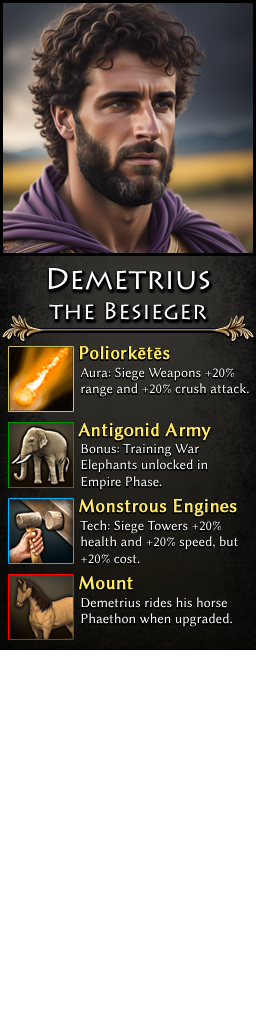 Demetrius
the Besieger
Poliorkētēs
Aura: Siege Weapons +20%
range and +20% crush attack.
Antigonid Army
Bonus: Training War
Elephants unlocked in
Empire Phase.
Monstrous Engines
Tech: Siege Towers +20%
health and +20% speed, but
+20% cost.
Mount
Demetrius rides his horse
Phaethon when upgraded.